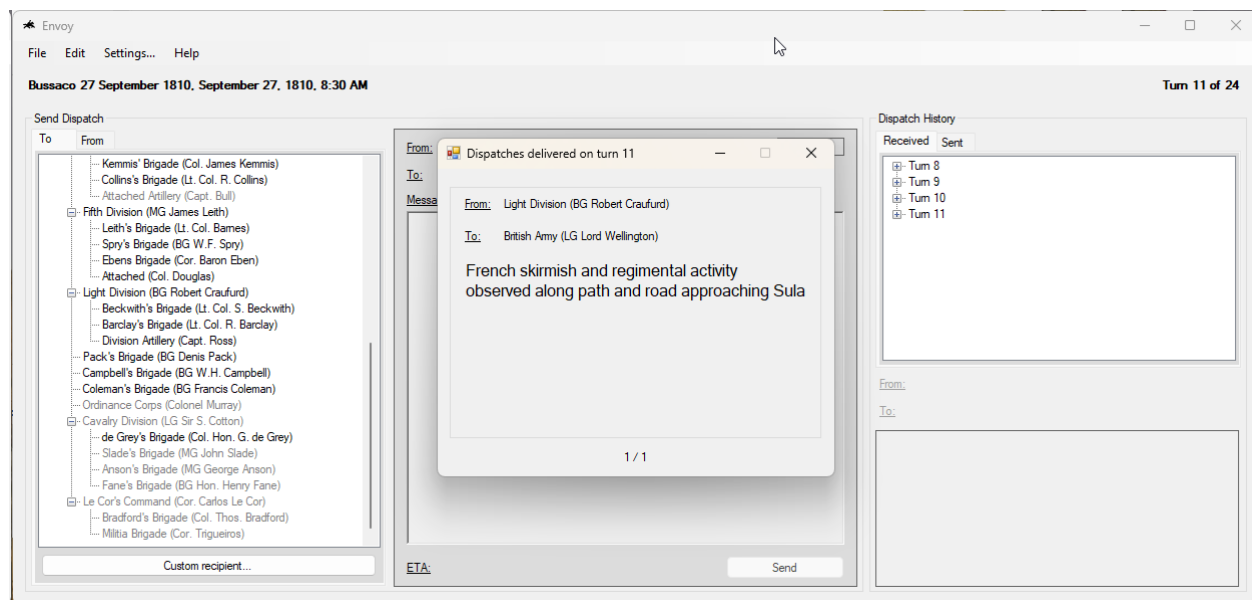 Envoy
File Edit Settings... Help
Bussaco 27 September 1810, September 27, 1810, 8:30 AM
Turn 11 of 24
Send Dispatch
To From
Kemmis' Brigade (Col. James Kemmis)
Collins's Brigade (Lt. Col. R. Collins)
Attached Artillery (Capt. Bull)
Fifth Division (MG James Leith)
Leith's Brigade (Lt. Col. Barnes)
Spry's Brigade (BG W.F. Spry)
Ebens Brigade (Cor. Baron Eben)
Attached (Col. Douglas)
Light Division (BG Robert Craufurd)
Beckwith's Brigade (Lt. Col. S. Beckwith)
Barclay's Brigade (Lt. Col. R. Barclay)
Division Artillery (Capt. Ross)
Pack's Brigade (BG Denis Pack)
Campbell's Brigade (BG W.H. Campbell)
Coleman's Brigade (BG Francis Coleman)
Ordinance Corps (Colonel Murray)
Cavalry Division (LG Sir S. Cotton)
de Grey's Brigade (Col. Hon. G. de Grey)
Slade's Brigade (MG John Slade)
Anson's Brigade (MG George Anson)
Fane's Brigade (BG Hon. Henry Fane)
Le Cor's Command (Cor. Carlos Le Cor)
Bradford's Brigade (Col. Thos. Bradford)
Militia Brigade (Cor. Trigueiros)
Custom recipient...
From:
To:
Messa
Dispatches delivered on turn 11
From: Light Division (BG Robert Craufurd)
To: British Army (LG Lord Wellington)
French skirmish and regimental activity
observed along path and road approaching Sula
1 / 1
ETA:
Send
Dispatch History
Received Sent
Turn 8
Turn 9
Turn 10
Turn 11
From:
To: